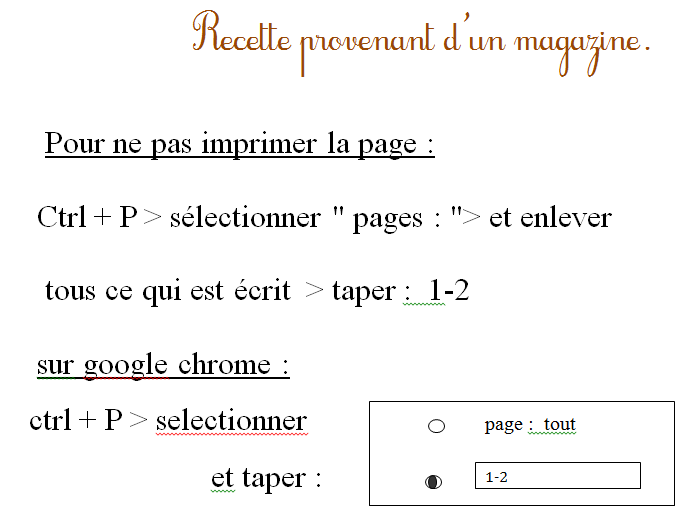 Recette provenant d'un magazine.
Pour ne pas imprimer la page :
Ctrl + P > sélectionner " pages : "> et enlever
tous ce qui est écrit > taper : 1-2
sur google chrome :
ctrl + P > selectionner
page : tout
et taper :
1-2